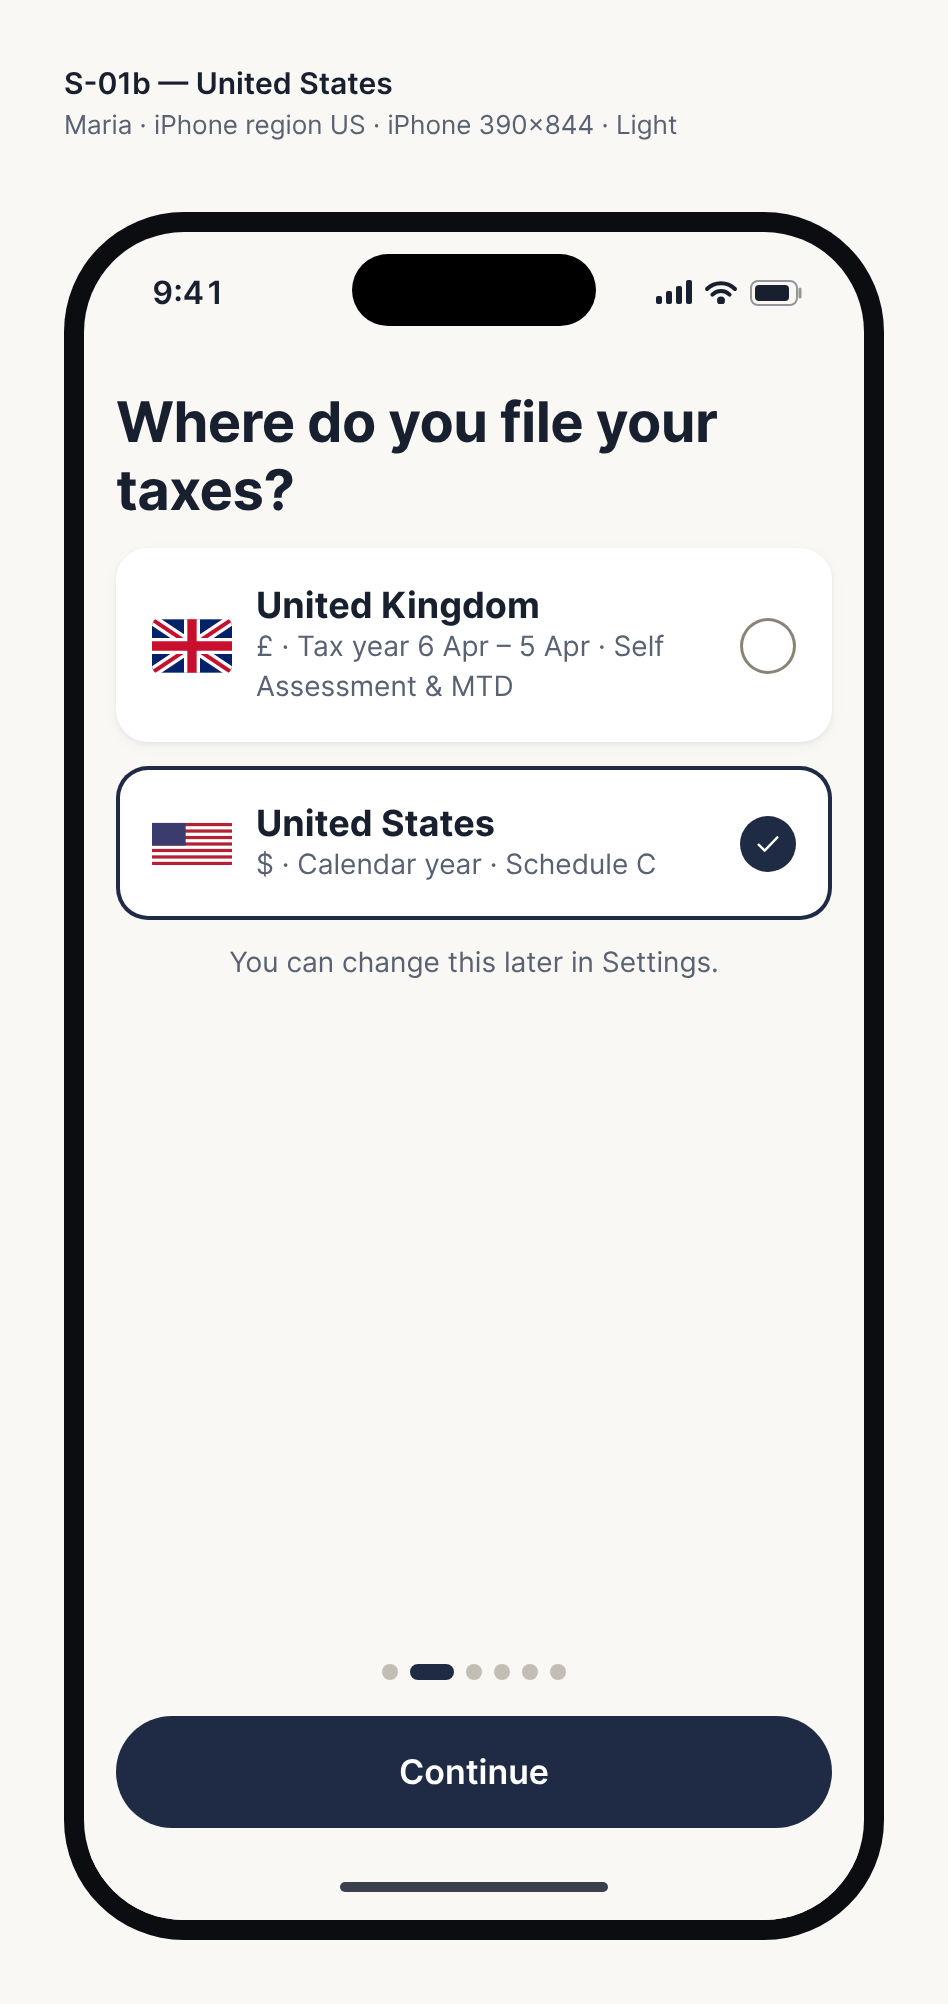 S-01b — United States
Maria · iPhone region US · iPhone 390×844 · Light
9:41
Where do you file your
taxes?
United Kingdom
£ · Tax year 6 Apr – 5 Apr · Self
Assessment & MTD
United States
$ · Calendar year · Schedule C
You can change this later in Settings.
Continue